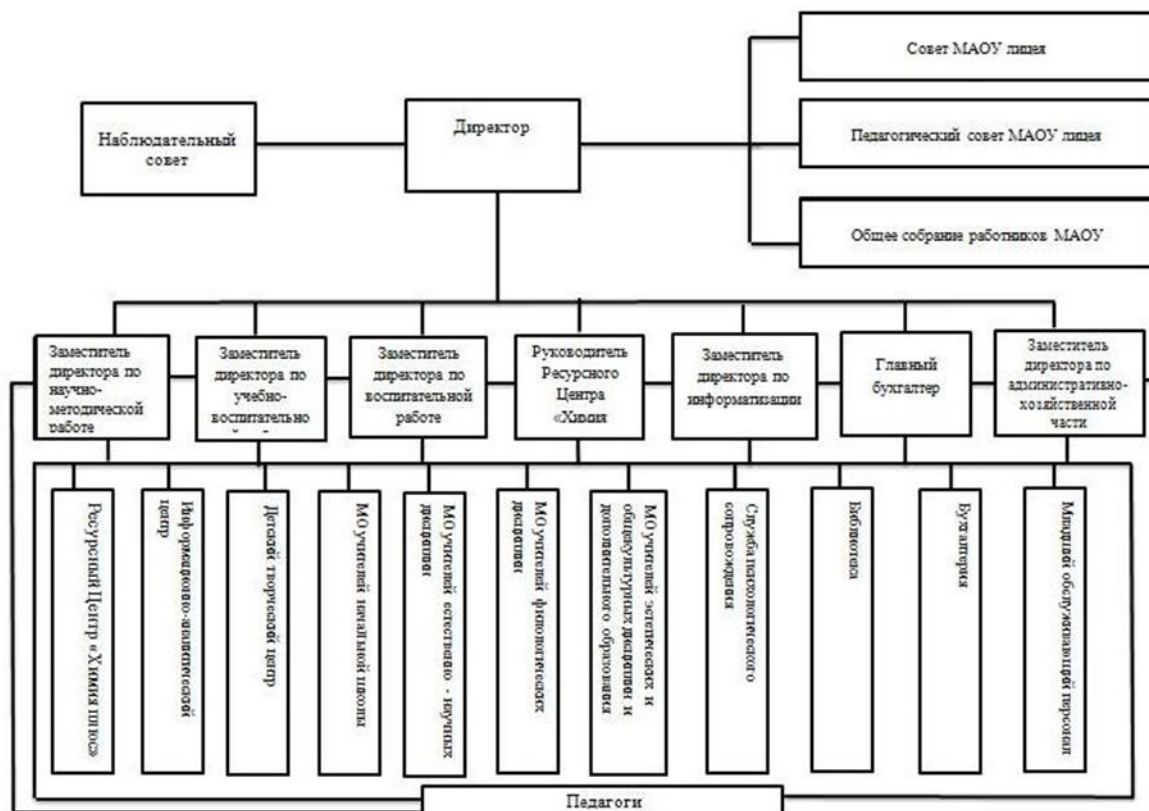 Совет МАОУ лицея
Наблюдательный
совет
Директор
Педагогический совет МАОУ лицея
Общее собрание работников МАОУ
Заместитель
директора по
научно-
методической
работе
Заместитель
директора по
учебно-
воспитательно
Заместитель
директора по
воспитательной
работе
Руководитель
Ресурсного
Центра
«Химия
Заместитель
директора по
информатизации
Главный
бухгалтер
Заместитель
директора по
административно-
хозяйственной
части
Ресурсный Центр «Химия плюс»
Информационно-аналитический
центр
Детский творческий центр
МО учителей начальной школы
МО учителей естественно - научных
дисциплин
МО учителей филологических
дисциплин
МО учителей эстетических и
общекультурных дисциплин и
дополнительного образования
Служба психологического
сопровождения
Библиотека
Бухгалтерия
Младший обслуживающий персонал
Педагоги